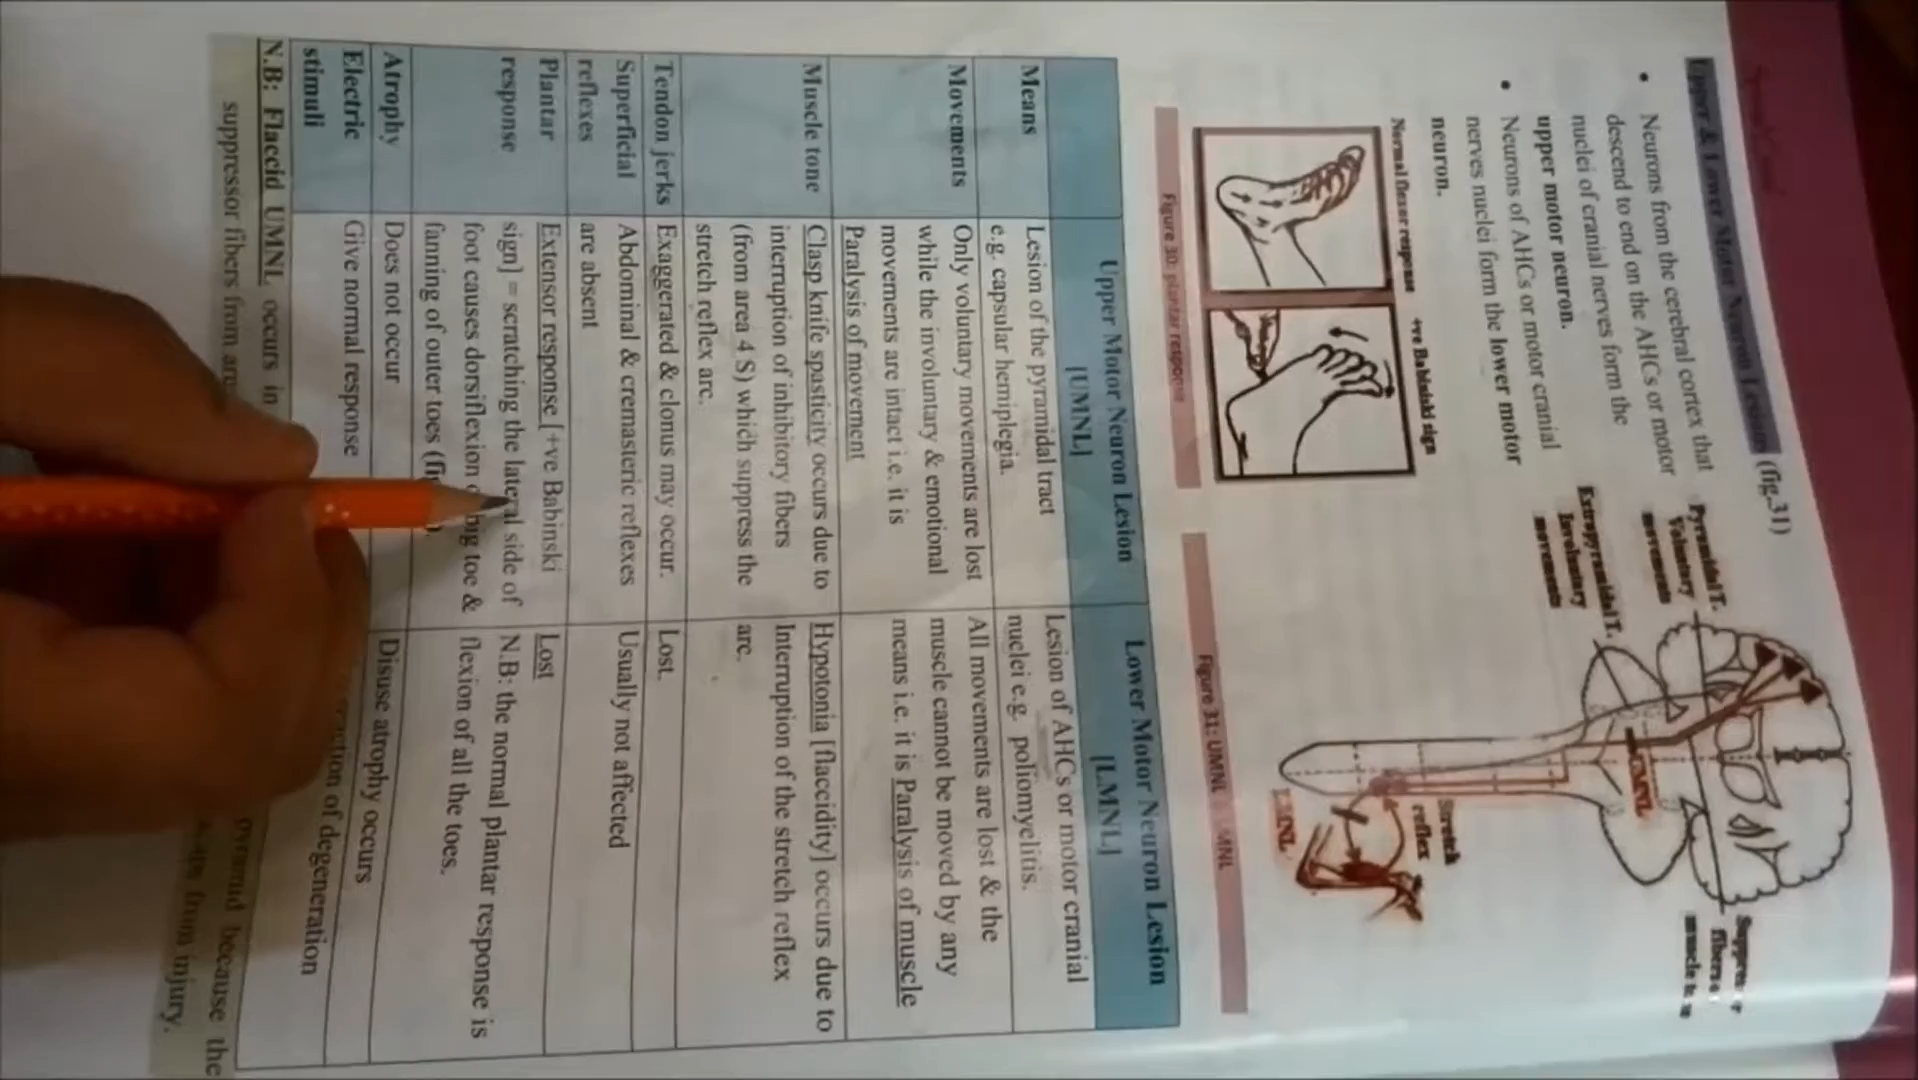 Upper & Lower Motor Neuron Lesions (fig.31)
• Neurons from the cerebral cortex that
descend to end on the AHCs or motor
nuclei of cranial nerves form the
upper motor neuron.
• Neurons of AHCs or motor cranial
nerves nuclei form the lower motor
neuron.
Normal flexor response
+ve Babiniski sign
Figure 30: plantar response
Pyramidal T.
Voluntary
movements
Extrapyramidal T.
Involuntary
movements
fibers
UMNL
Stretch
reflex
LMNL
Figure 31: UMNL LMNL
Upper Motor Neuron Lesion
[UMNL]
Lower Motor Neuron Lesion
[LMNL]
Means
Lesion of the pyramidal tract
e.g. capsular hemiplegia.
Lesion of AHCs or motor cranial
nuclei e.g. poliomyelitis.
Movements
Only voluntary movements are lost
while the involuntary & emotional
movements are intact i.e. it is
Paralysis of movement
All movements are lost & the
muscle cannot be moved by any
means i.e. it is Paralysis of muscle
Muscle tone
Clasp knife spasticity occurs due to
interruption of inhibitory fibers
(from area 4 S) which suppress the
stretch reflex arc.
Hypotonia [flaccidity] occurs due to
Interruption of the stretch reflex
arc.
Tendon jerks
Exaggerated & clonus may occur.
Lost.
Superficial
reflexes
Abdominal & cremasteric reflexes
are absent
Usually not affected
Plantar
response
Extensor response [+ve Babinski
sign] = scratching the lateral side of
foot causes dorsiflexion big toe &
fanning of outer toes
Lost
N.B: the normal plantar response is
flexion of all the toes.
Atrophy
Does not occur
Disuse atrophy occurs
Electric
stimuli
Give normal response
of degeneration
N.B: Flaccid UMNL occurs in because the
suppressor fibers from from injury.